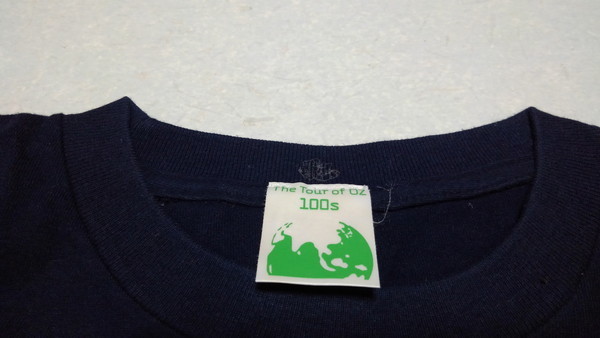 The Tour of OZ
100s